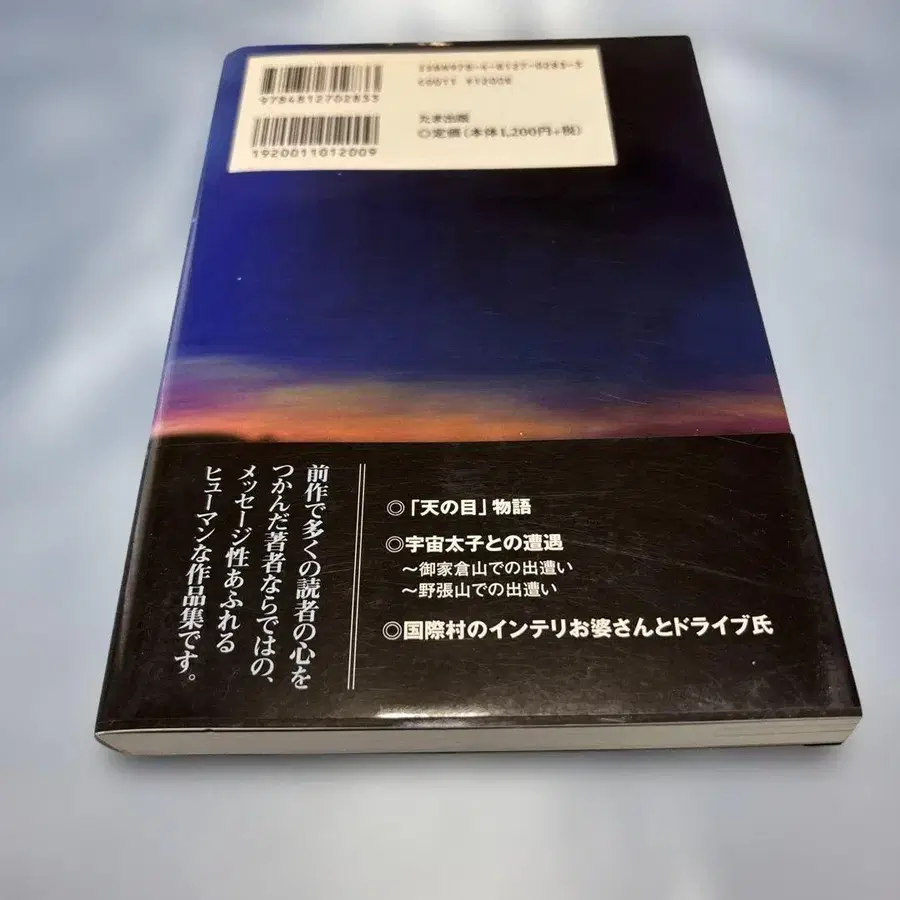 9784812702833
1920011012009
ISBN978-4-8127-0283-3
C0011 ¥1200E
たま出版
◎定価（本体1,200円+税）
前作で多くの読者の心を
つかんだ著者ならではの、
メッセージ性あふれる
ヒューマンな作品集です。
◎「天の目」物語
◎宇宙太子との遭遇
～御家倉山での出遭い
～野張山での出遭い
◎国際村のインテリお婆さんとドライブ氏